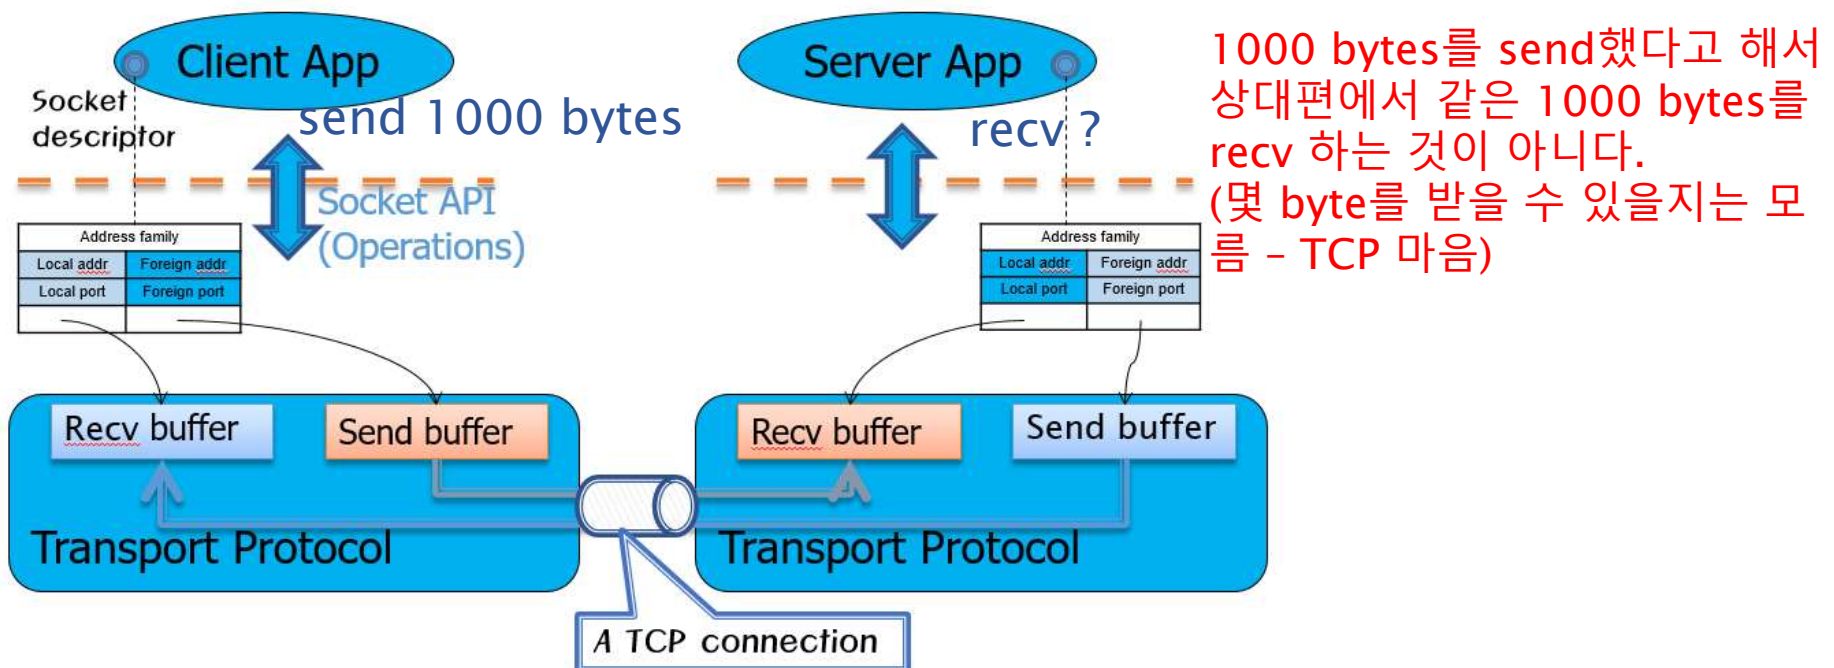 Client App
Server App
1000 bytes를 send했다고 해서
상대편에서 같은 1000 bytes를
recv 하는 것이 아니다.
(몇 byte를 받을 수 있을지는 모
름 – TCP 마음)
Socket
descriptor
send 1000 bytes
recv ?
Socket API
(Operations)
Address family
Local addr Foreign addr
Local port Foreign port
Address family
Local addr Foreign addr
Local port Foreign port
Recv buffer
Send buffer
Recv buffer
Send buffer
Transport Protocol
Transport Protocol
A TCP connection